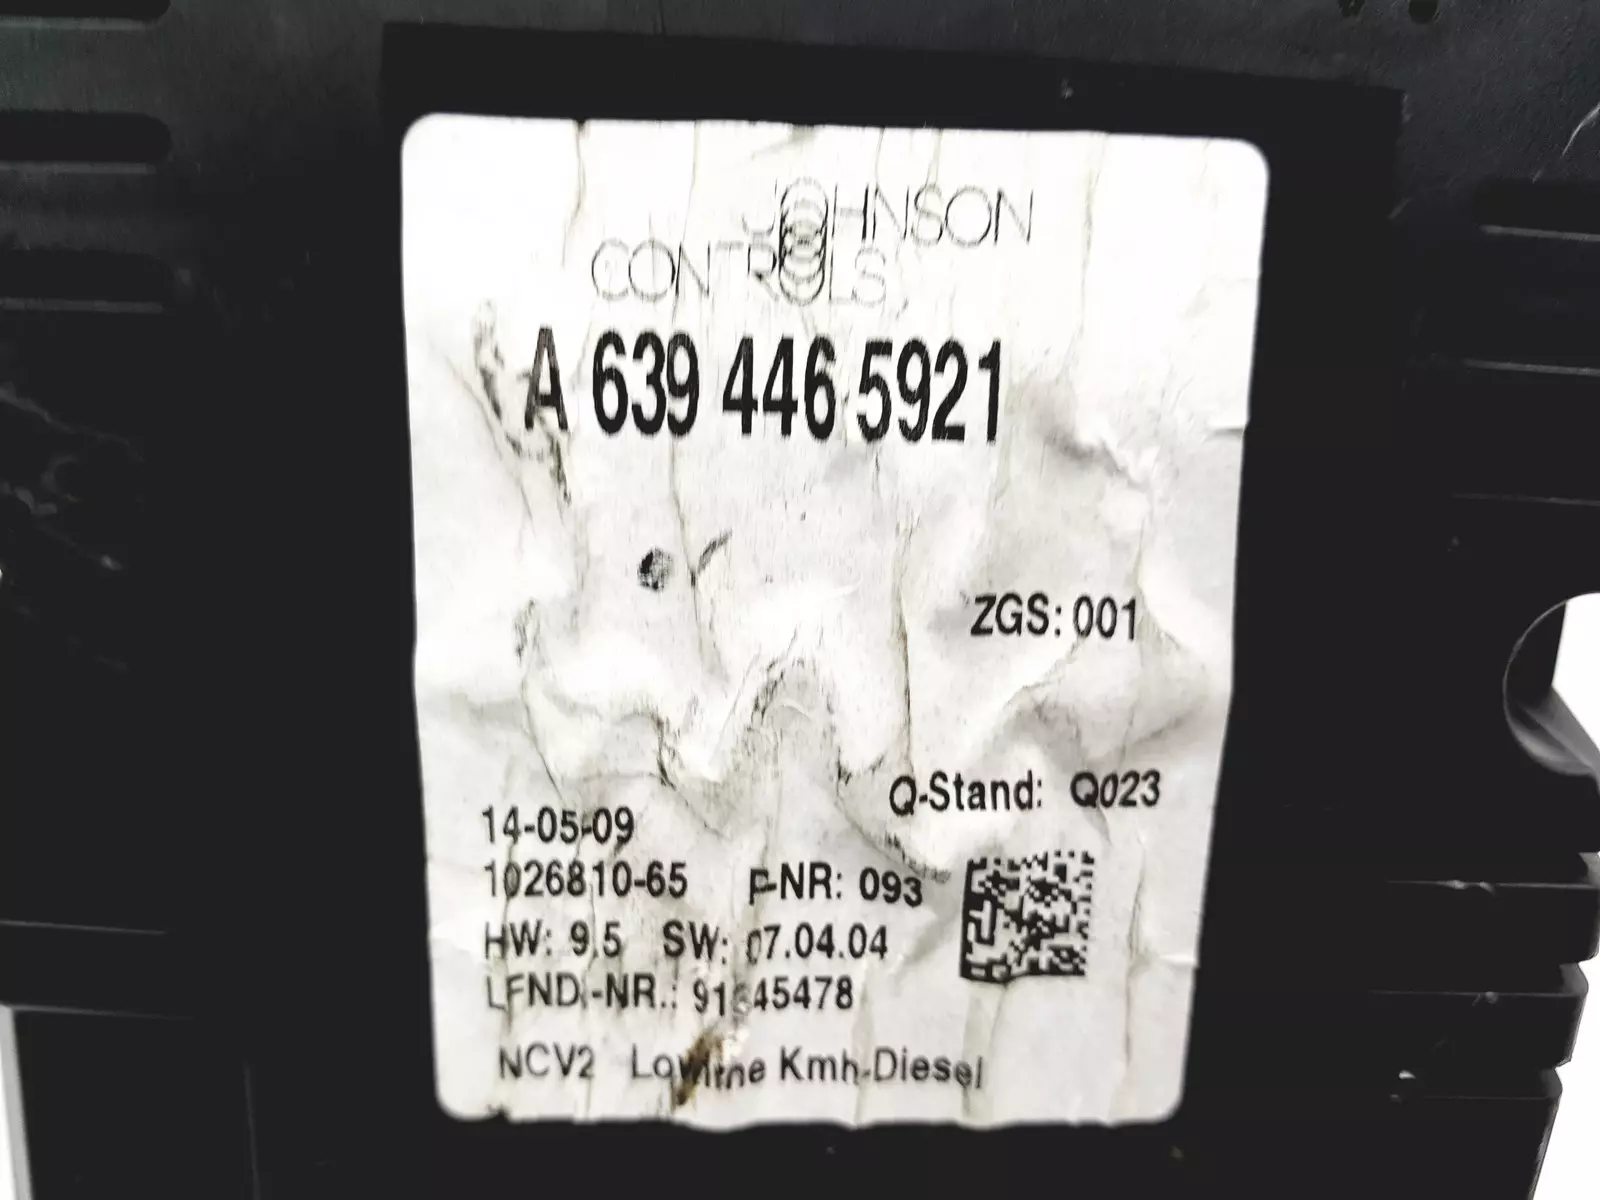 JOHNSON
CONTROLS
A 639 446 5921
ZGS: 001
Q-Stand: Q023
14-05-09
1026810-65 P-NR: 093
HW: 9.5 SW: 07.04.04
LFND.-NR.:
NCV2 Lowline Kmh-Diesel